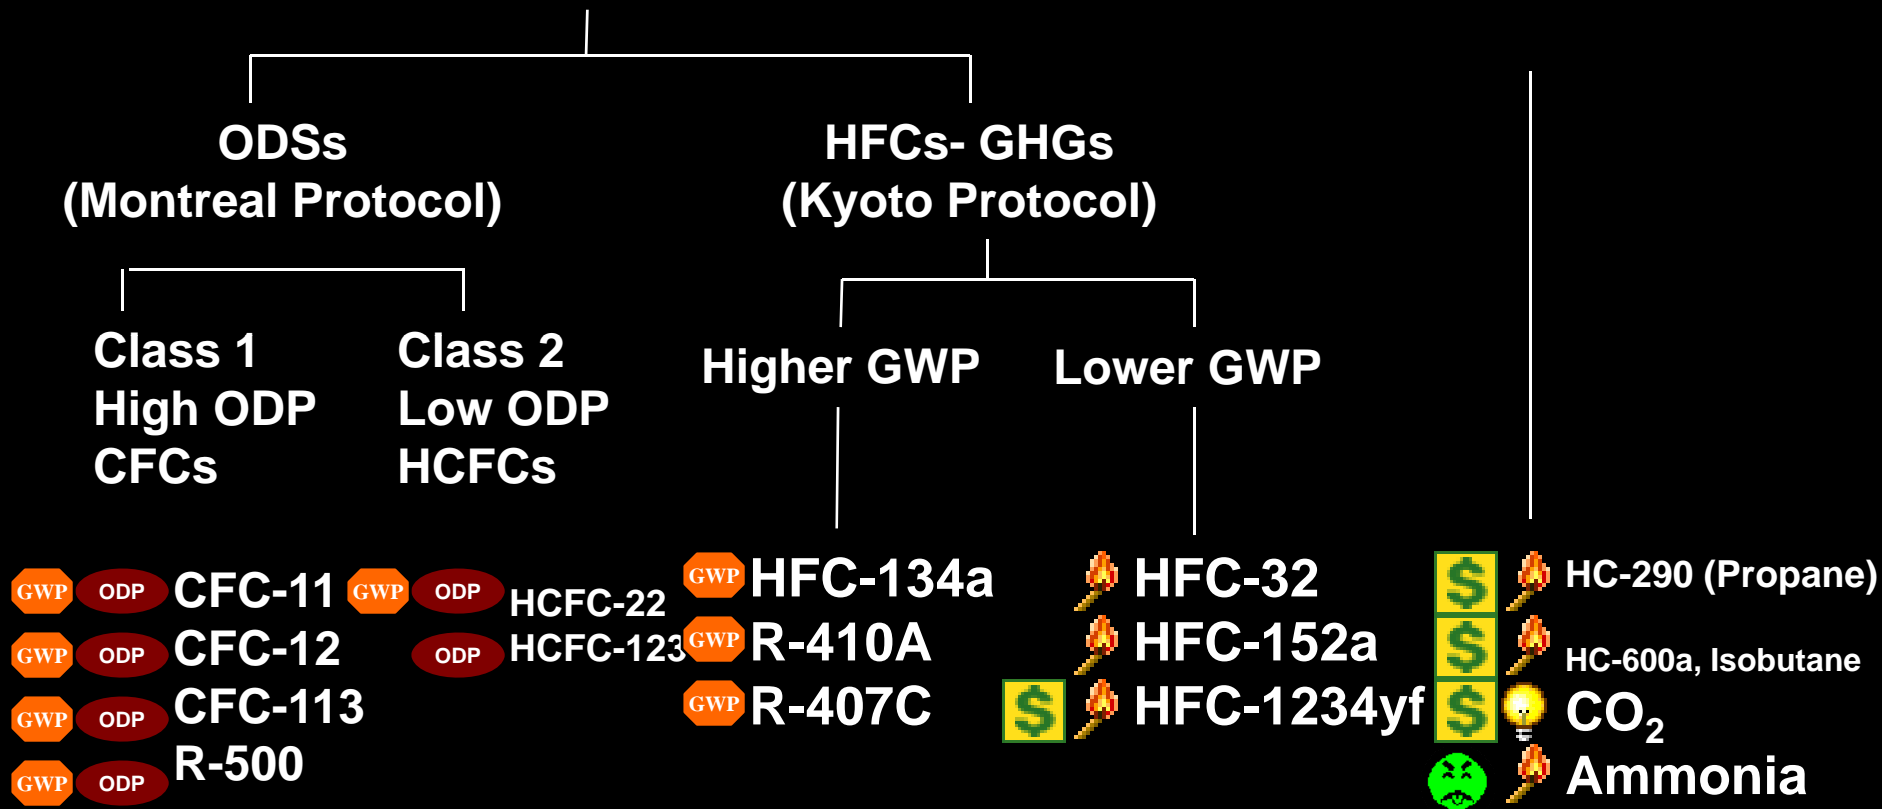 ODSs
(Montreal Protocol)
HFCs- GHGs
(Kyoto Protocol)
Class 1
High ODP
CFCs
Class 2
Low ODP
HCFCs
Higher GWP
Lower GWP
GWP ODP CFC-11
GWP ODP CFC-12
GWP ODP CFC-113
GWP ODP R-500
GWP ODP HCFC-22
ODP HCFC-123
GWP HFC-134a
GWP R-410A
GWP R-407C
HFC-32
HFC-152a
$ HFC-1234yf
$ HC-290 (Propane)
$ HC-600a, Isobutane
$ CO₂
Ammonia